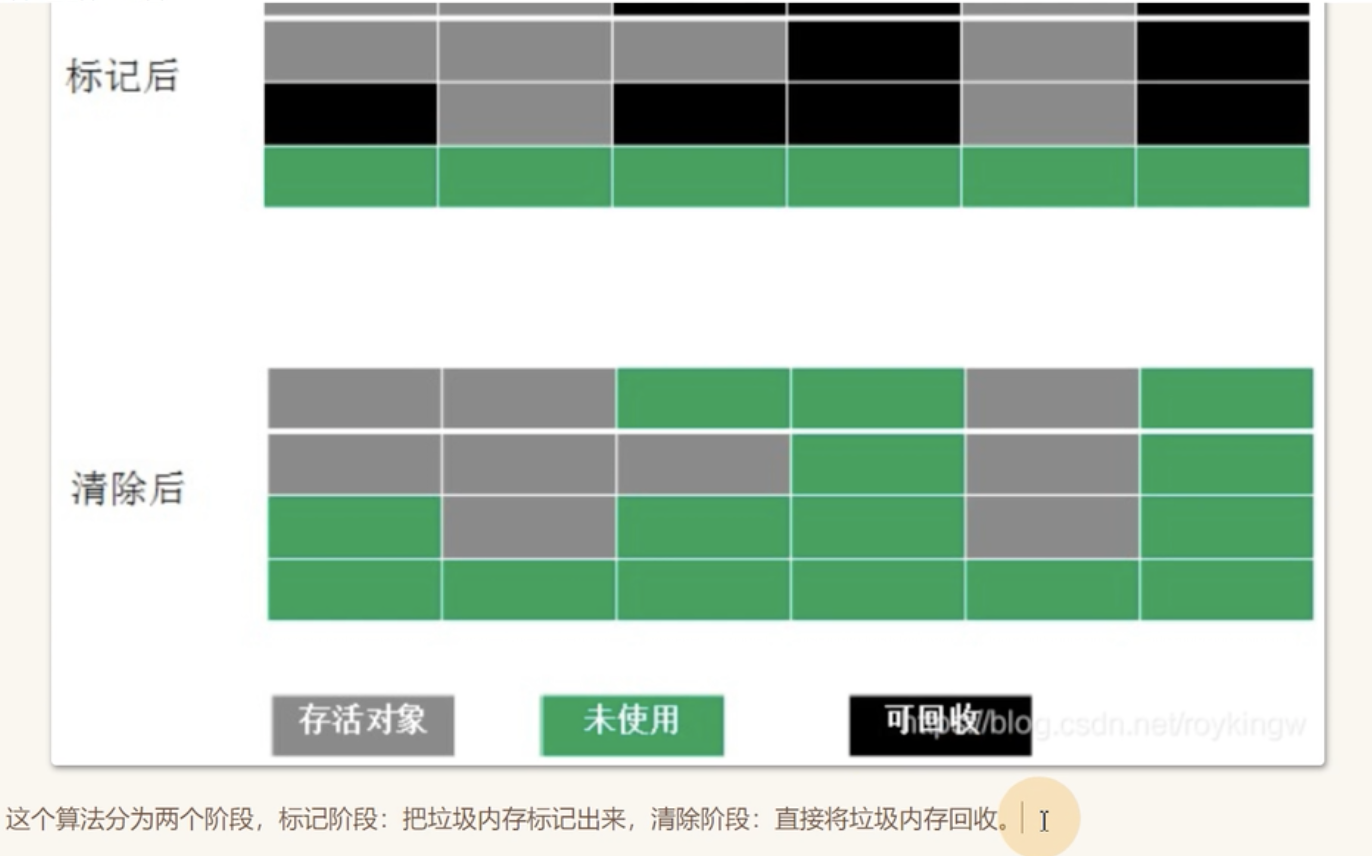 标记后
清除后
存活对象
未使用
可回收
https://blog.csdn.net/roykingw
这个算法分为两个阶段，标记阶段：把垃圾内存标记出来，清除阶段：直接将垃圾内存回收。